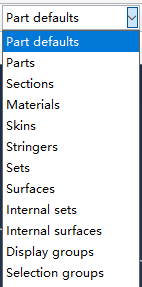 Part defaults
Part defaults
Parts
Sections
Materials
Skins
Stringers
Sets
Surfaces
Internal sets
Internal surfaces
Display groups
Selection groups